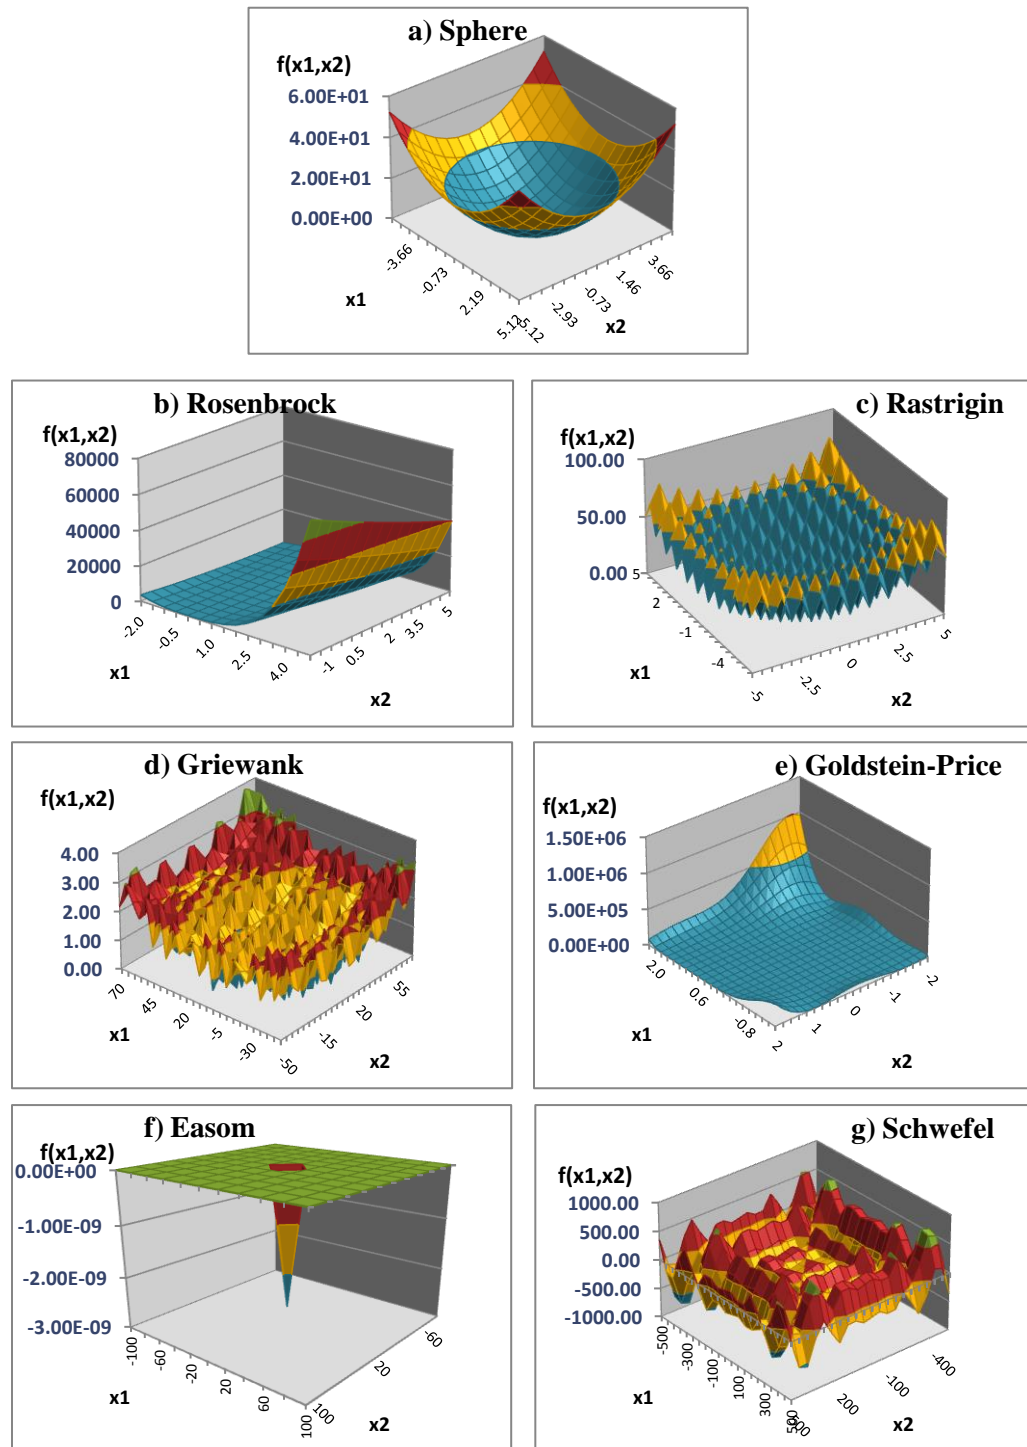 a) Sphere
f(x1,x2)
6.00E+01
4.00E+01
2.00E+01
0.00E+00
-3.66
-0.73
2.19
5.12
x1
-5.12
-2.93
-0.73
1.46
3.66
x2
b) Rosenbrock
f(x1,x2)
80000
60000
40000
20000
0
-2.0
-0.5
1.0
2.5
4.0
x1
-1
0.5
2
3.5
5
x2
c) Rastrigin
f(x1,x2)
100.00
50.00
0.00
5
2
-1
-4
x1
-5
-2.5
0
2.5
5
x2
d) Griewank
f(x1,x2)
4.00
3.00
2.00
1.00
0.00
70
45
20
-5
-30
x1
-50
-15
20
55
x2
e) Goldstein-Price
f(x1,x2)
1.50E+06
1.00E+06
5.00E+05
0.00E+00
2.0
0.6
-0.8
x1
2
1
0
-1
-2
x2
f) Easom
f(x1,x2)
0.00E+00
-1.00E-09
-2.00E-09
-3.00E-09
-100
-60
-20
20
60
100
x1
100
20
-60
x2
g) Schwefel
f(x1,x2)
1000.00
500.00
0.00
-500.00
-1000.00
-500
-300
-100
100
300
500
x1
500
200
-100
-400
x2